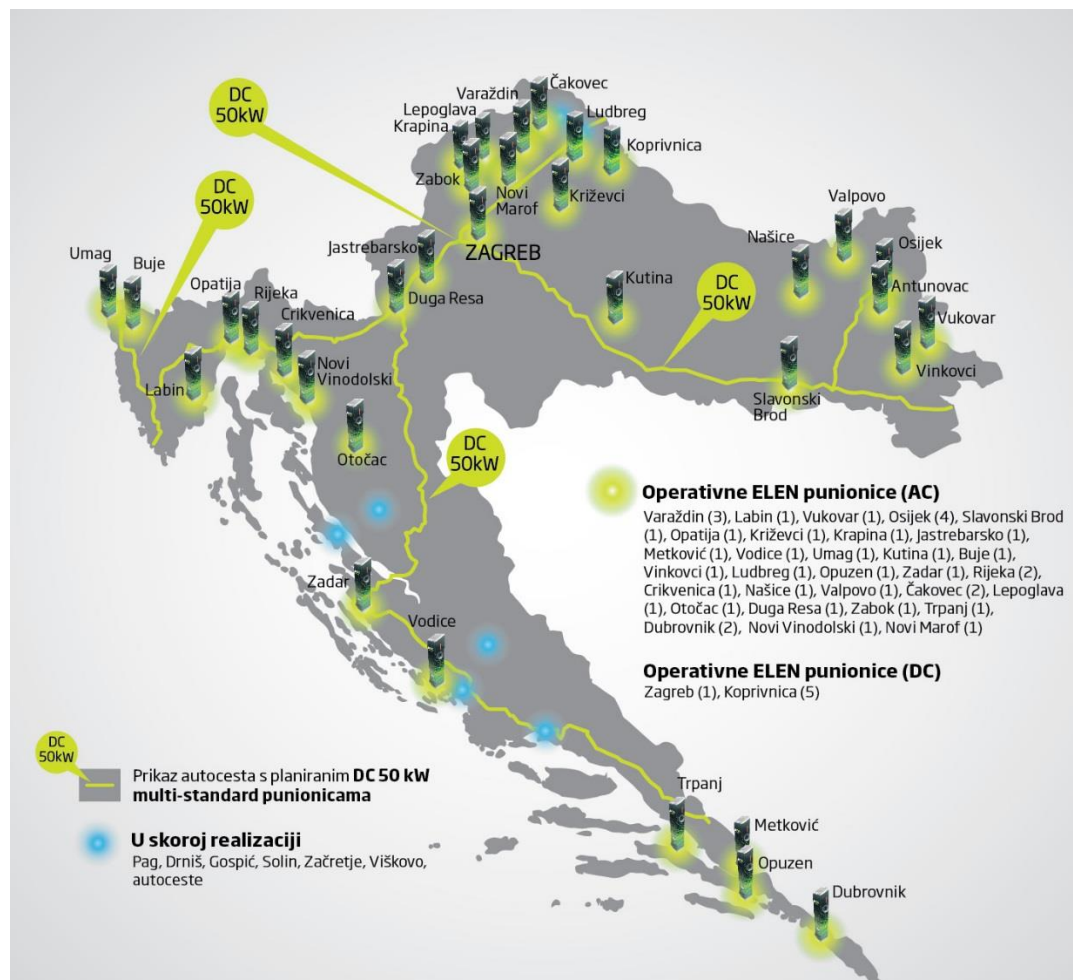 DC
50kW
DC
50kW
Čakovec
Varaždin
Ludbreg
Lepoglava
Krapina
Koprivnica
Zabok
Novi
Marof
Križevci
Valpovo
Jastrebarsko
ZAGREB
Našice
Osijek
Umag
Buje
Opatija
Rijeka
Duga Resa
Kutina
DC
50kW
Antunovac
Crikvenica
Vukovar
Labin
Novi
Vinodolski
Vinkovci
Slavonski
Brod
Otočac
DC
50kW
Operativne ELEN punionice (AC)
Varaždin (3), Labin (1), Vukovar (1), Osijek (4), Slavonski Brod
(1), Opatija (1), Križevci (1), Krapina (1), Jastrebarsko (1),
Metković (1), Vodice (1), Umag (1), Kutina (1), Buje (1),
Vinkovci (1), Ludbreg (1), Opuzen (1), Zadar (1), Rijeka (2),
Crikvenica (1), Našice (1), Valpovo (1), Čakovec (2), Lepoglava
(1), Otočac (1), Duga Resa (1), Zabok (1), Trpanj (1),
Dubrovnik (2), Novi Vinodolski (1), Novi Marof (1)
Zadar
Vodice
Operativne ELEN punionice (DC)
Zagreb (1), Koprivnica (5)
DC
50kW
Prikaz autocesta s planiranim DC 50 kW
multi-standard punionicama
Trpanj
Metković
U skoroj realizaciji
Pag, Drniš, Gospić, Solin, Začretje, Viškovo,
autoceste
Opuzen
Dubrovnik